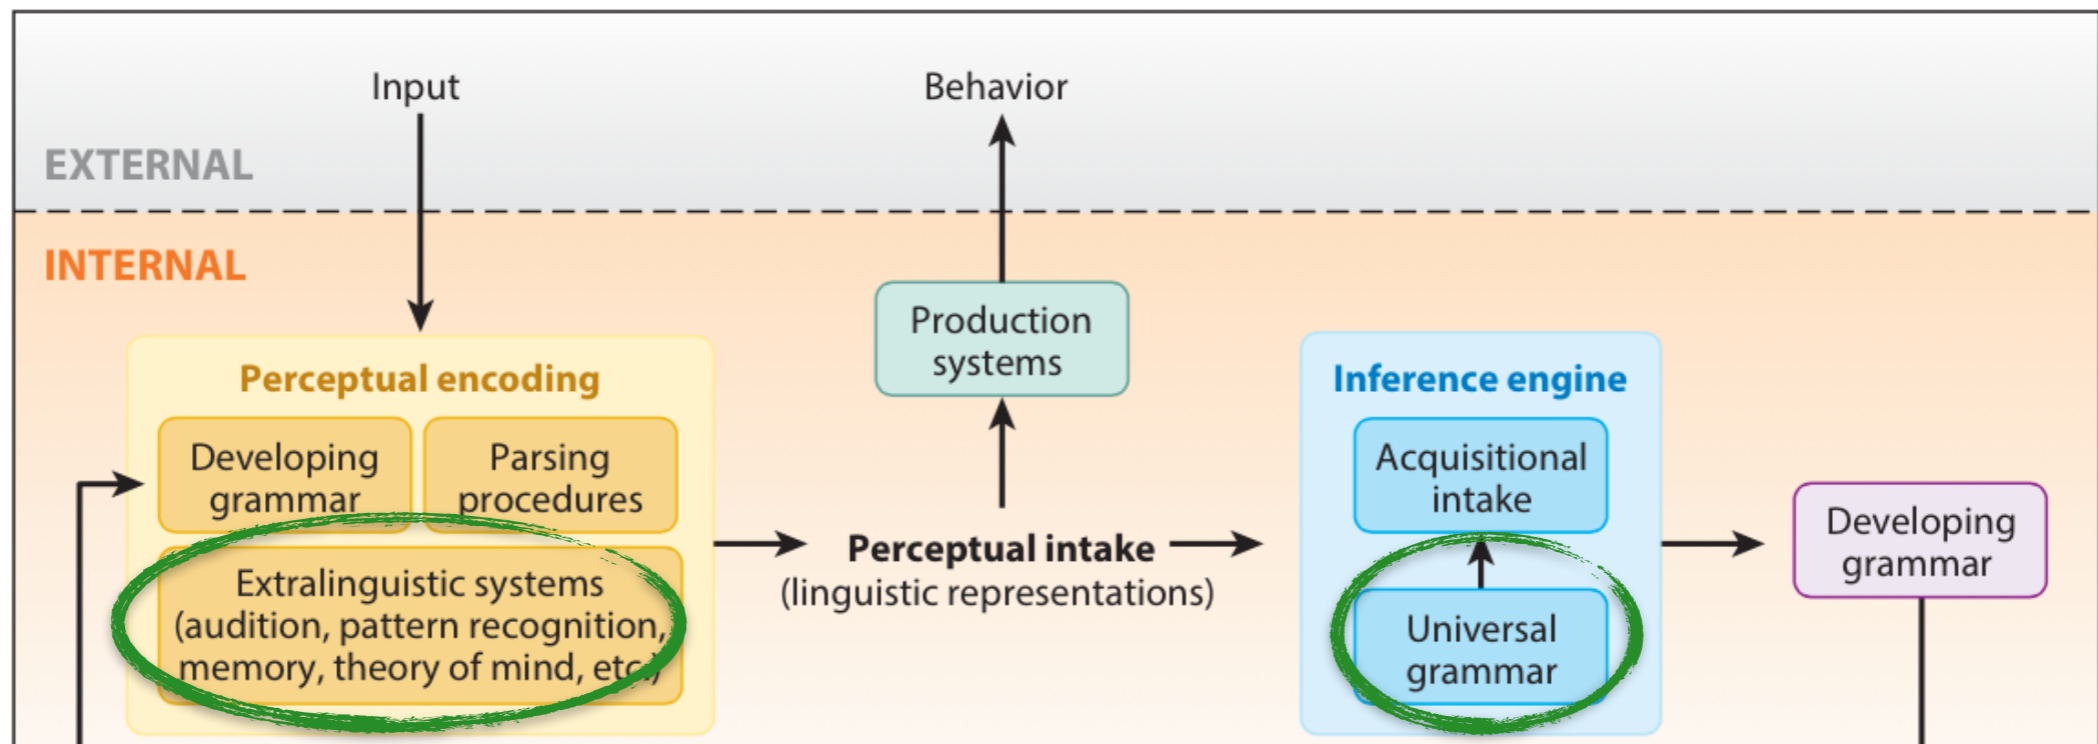 Input
Behavior
EXTERNAL
INTERNAL
Perceptual encoding
Developing
grammar
Parsing
procedures
Extralinguistic systems
(audition, pattern recognition,
memory, theory of mind, etc.)
Perceptual intake
(linguistic representations)
Production
systems
Inference engine
Acquisitional
intake
Universal
grammar
Developing
grammar